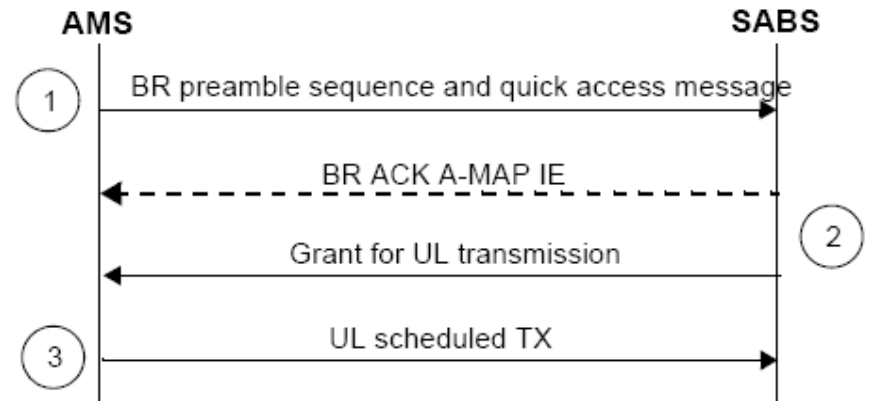 AMS SABS
1 BR preamble sequence and quick access message
BR ACK A-MAP IE
2
Grant for UL transmission
3 UL scheduled TX